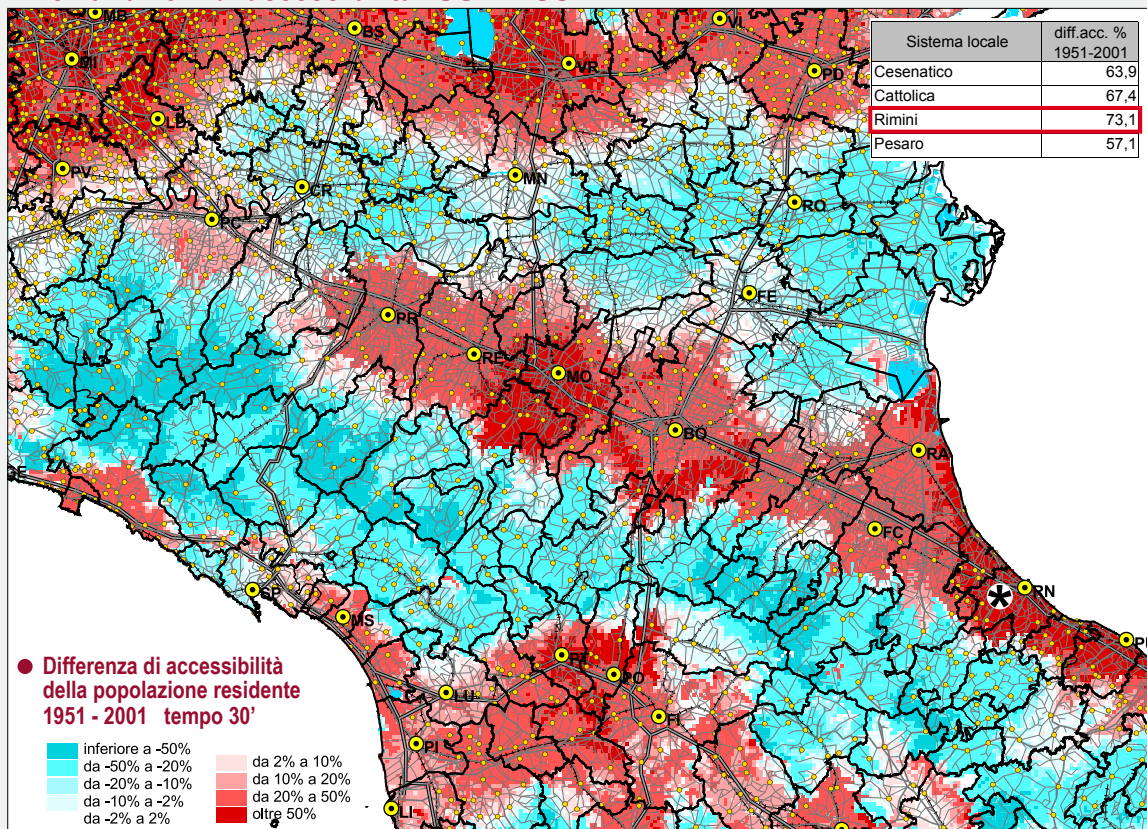 Sistema locale diff.acc. % 1951-2001
Cesenatico 63,9
Cattolica 67,4
Rimini 73,1
Pesaro 57,1
MB
BS
VI
MI
VR
PD
LO
PV
MN
CR
RO
PC
FE
PR
RE
MO
BO
RA
FC
RN
SP
MS
PT
PO
LU
FI
PI
LI
Differenza di accessibilità
della popolazione residente
1951 - 2001 tempo 30'
inferiore a -50%
da -50% a -20%
da -20% a -10%
da -10% a -2%
da -2% a 2%
da 2% a 10%
da 10% a 20%
da 20% a 50%
oltre 50%